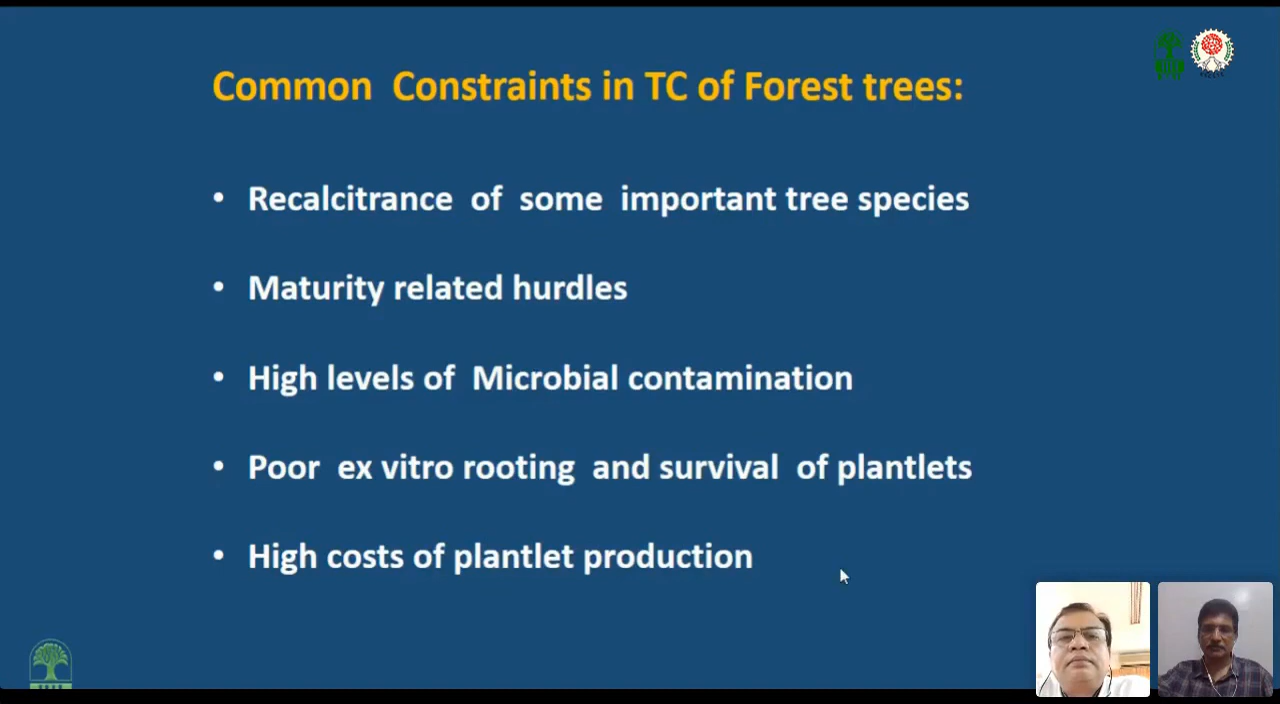 Common Constraints in TC of Forest trees:
• Recalcitrance of some important tree species
• Maturity related hurdles
• High levels of Microbial contamination
• Poor ex vitro rooting and survival of plantlets
• High costs of plantlet production